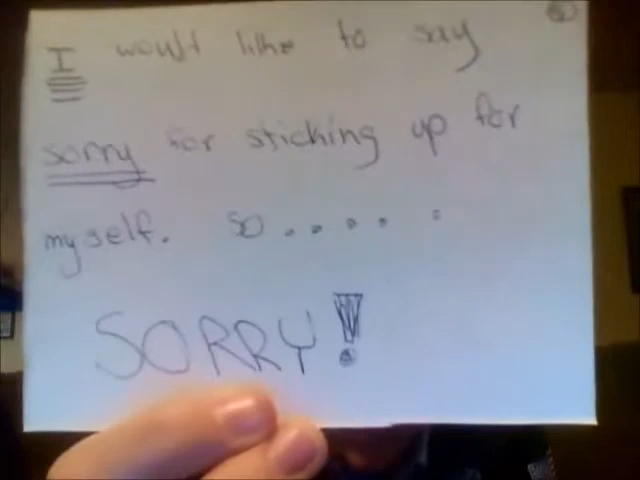 I would like to say
sorry for sticking up for
myself. so.....
SORRY!